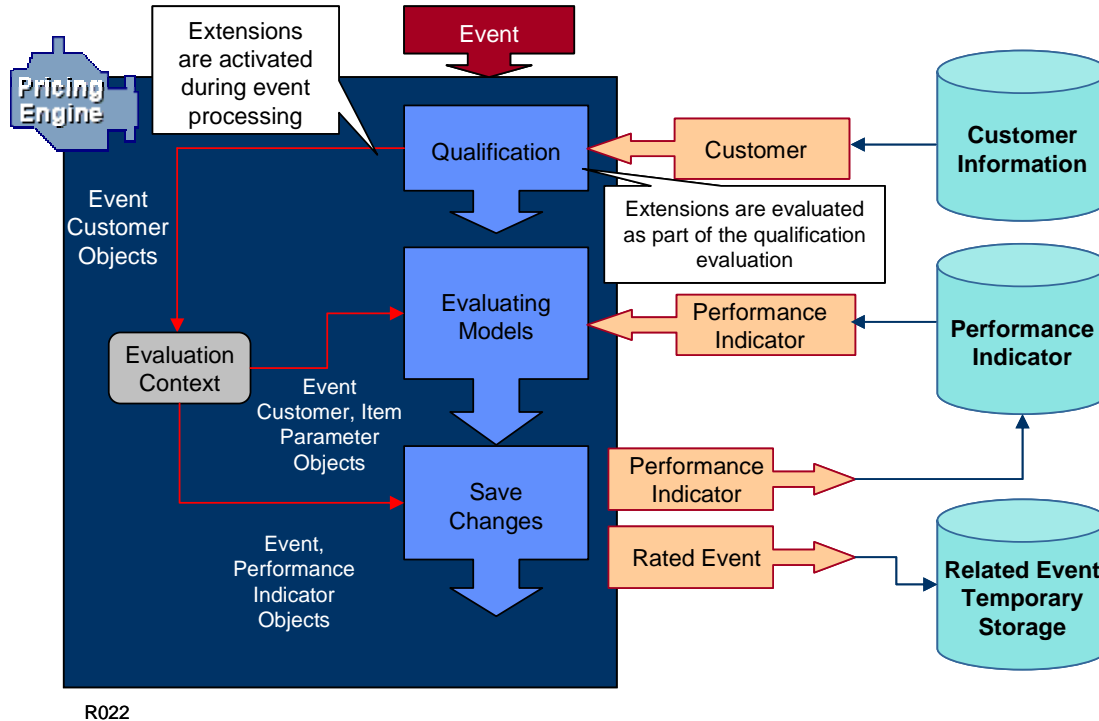 Event
Extensions
are activated
during event
processing
Pricing
Engine
Qualification
Customer
Customer
Information
Event
Customer
Objects
Extensions are evaluated
as part of the qualification
evaluation
Evaluating
Models
Performance
Indicator
Performance
Indicator
Evaluation
Context
Event
Customer, Item
Parameter
Objects
Save
Changes
Performance
Indicator
Rated Event
Event,
Performance
Indicator
Objects
Related Event
Temporary
Storage
R022